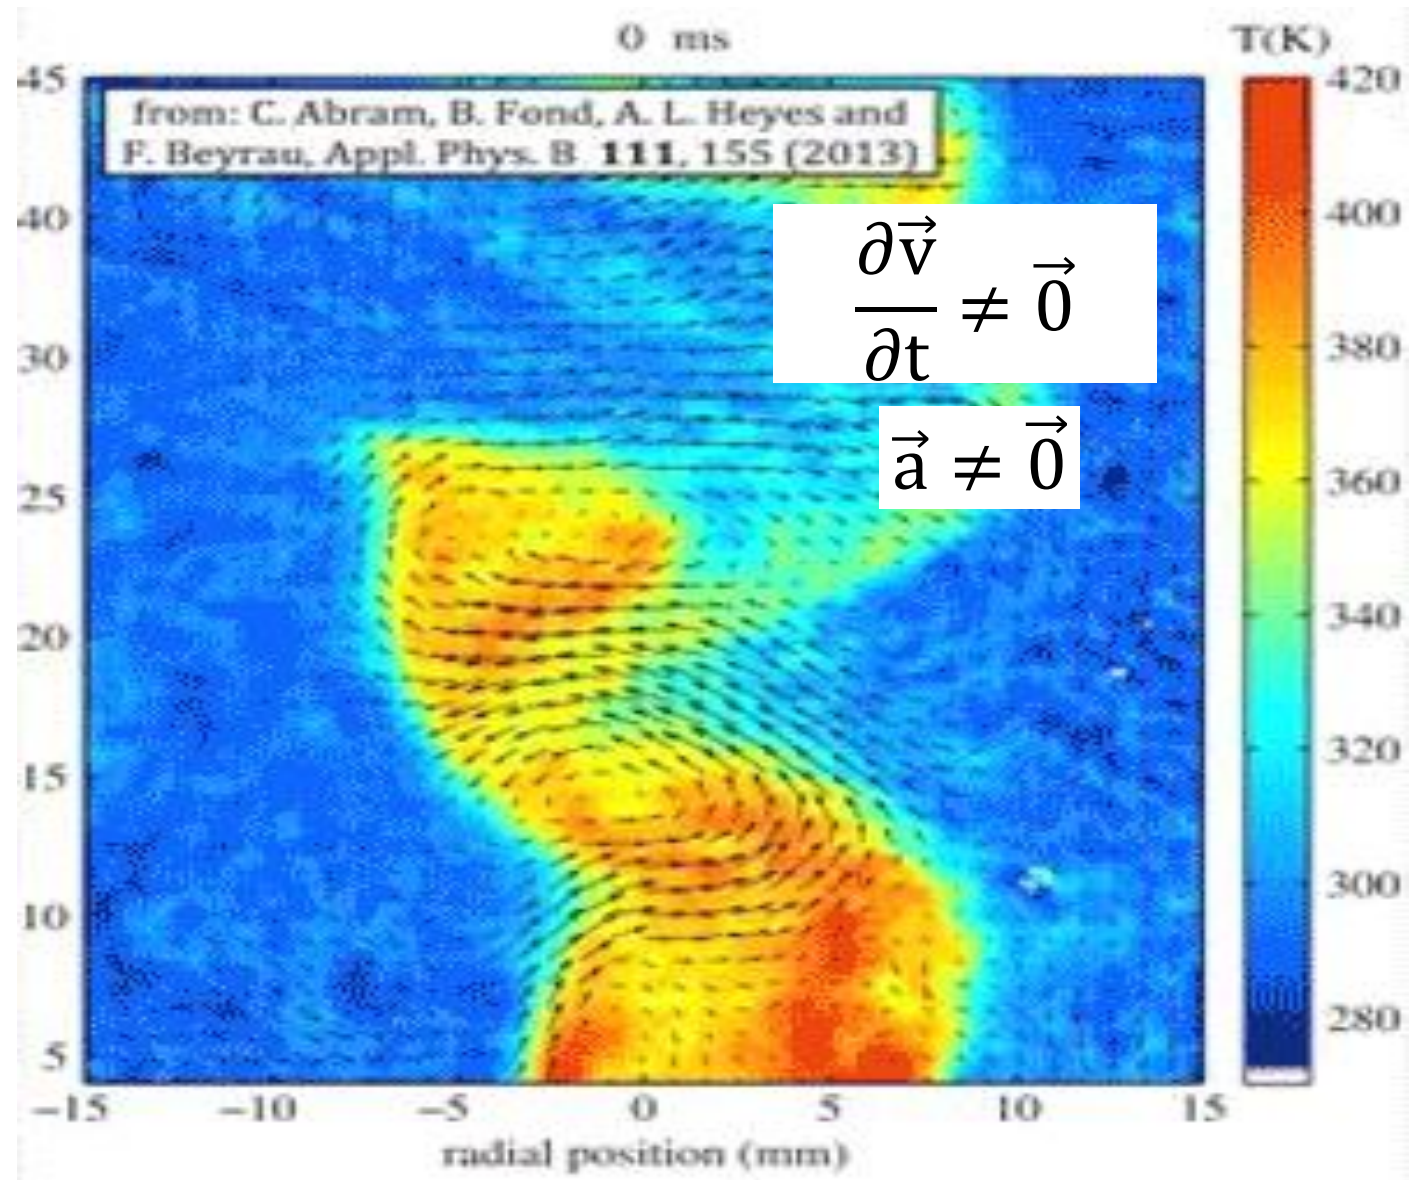 0 ms
T(K)
from: C. Abram, B. Fond, A. L. Heyes and
F. Beyrau, Appl. Phys. B 111, 155 (2013)
45
40
30
25
20
15
10
5
∂v⃗
∂t
≠ 0⃗
a⃗ ≠ 0⃗
420
400
380
360
340
320
300
280
−15 −10 −5 0 5 10 15
radial position (mm)